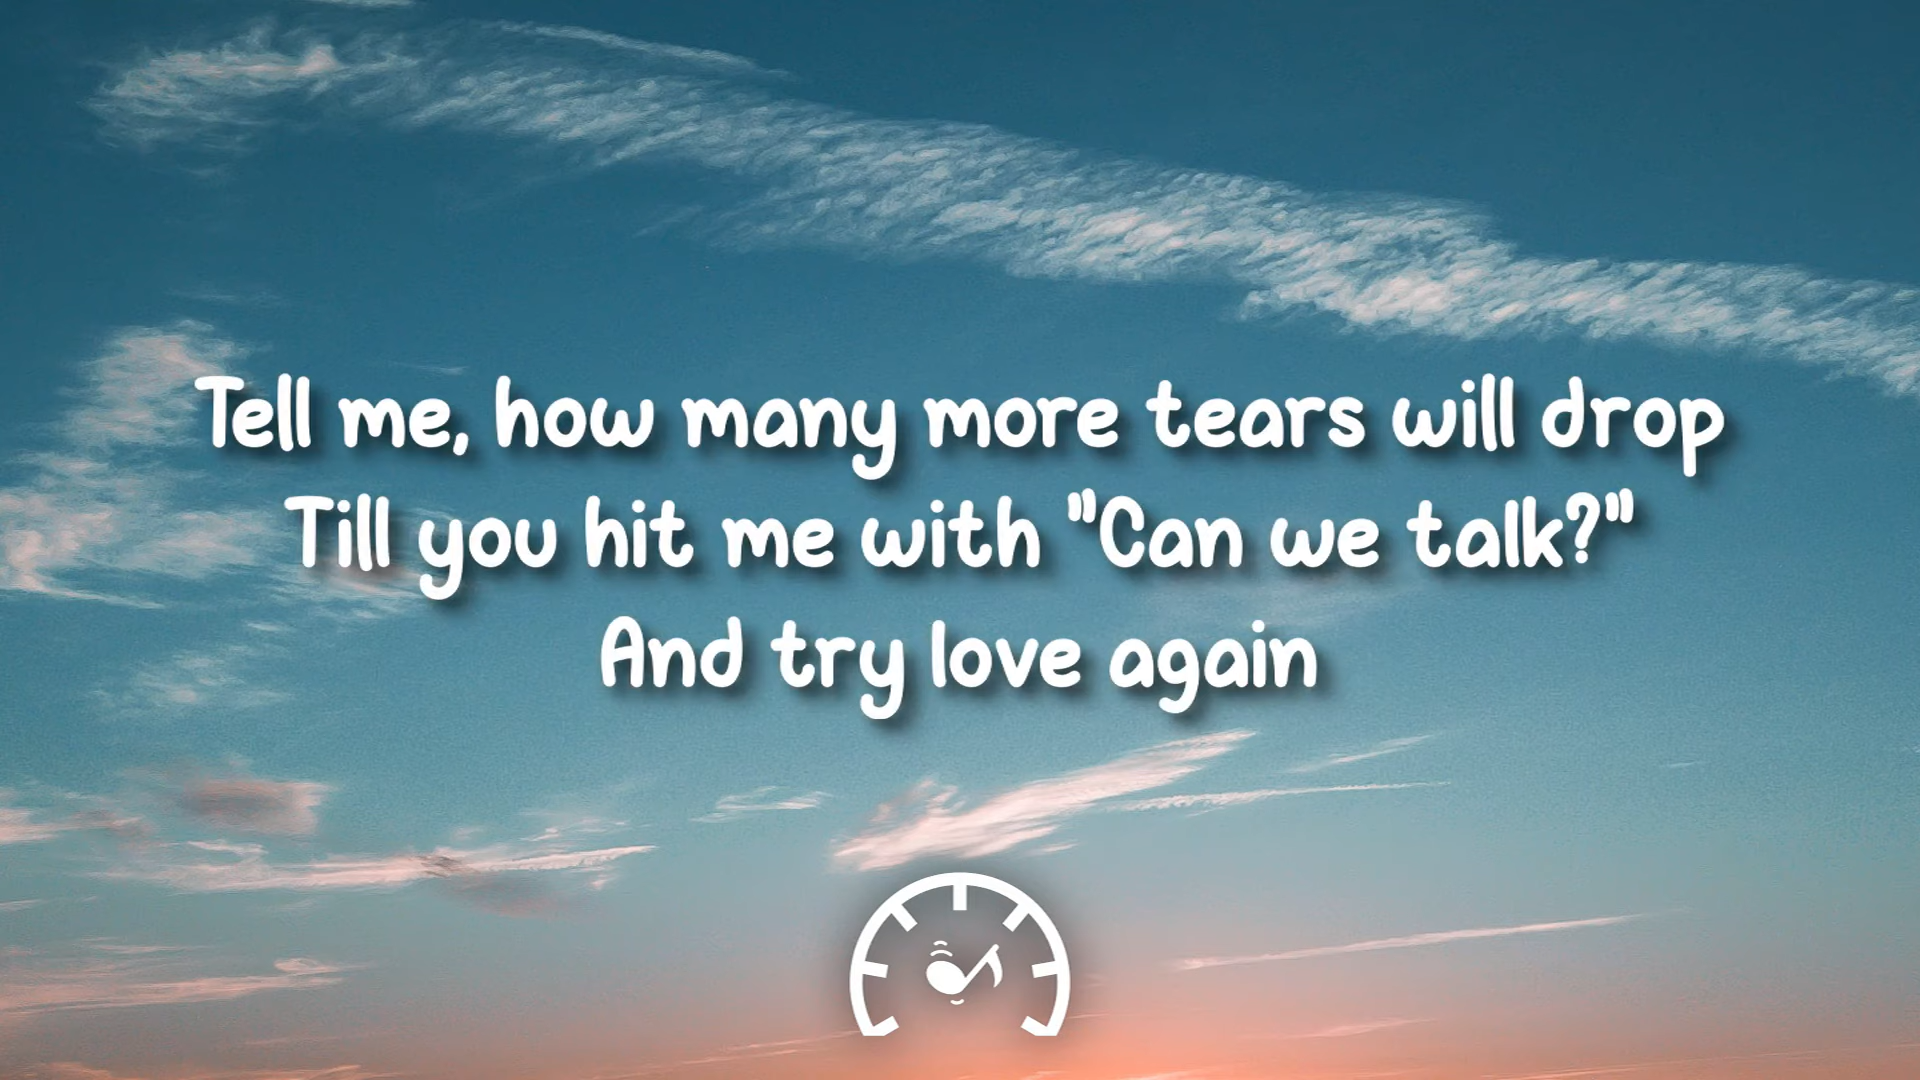 Tell me, how many more tears will drop
Till you hit me with "Can we talk?"
And try love again